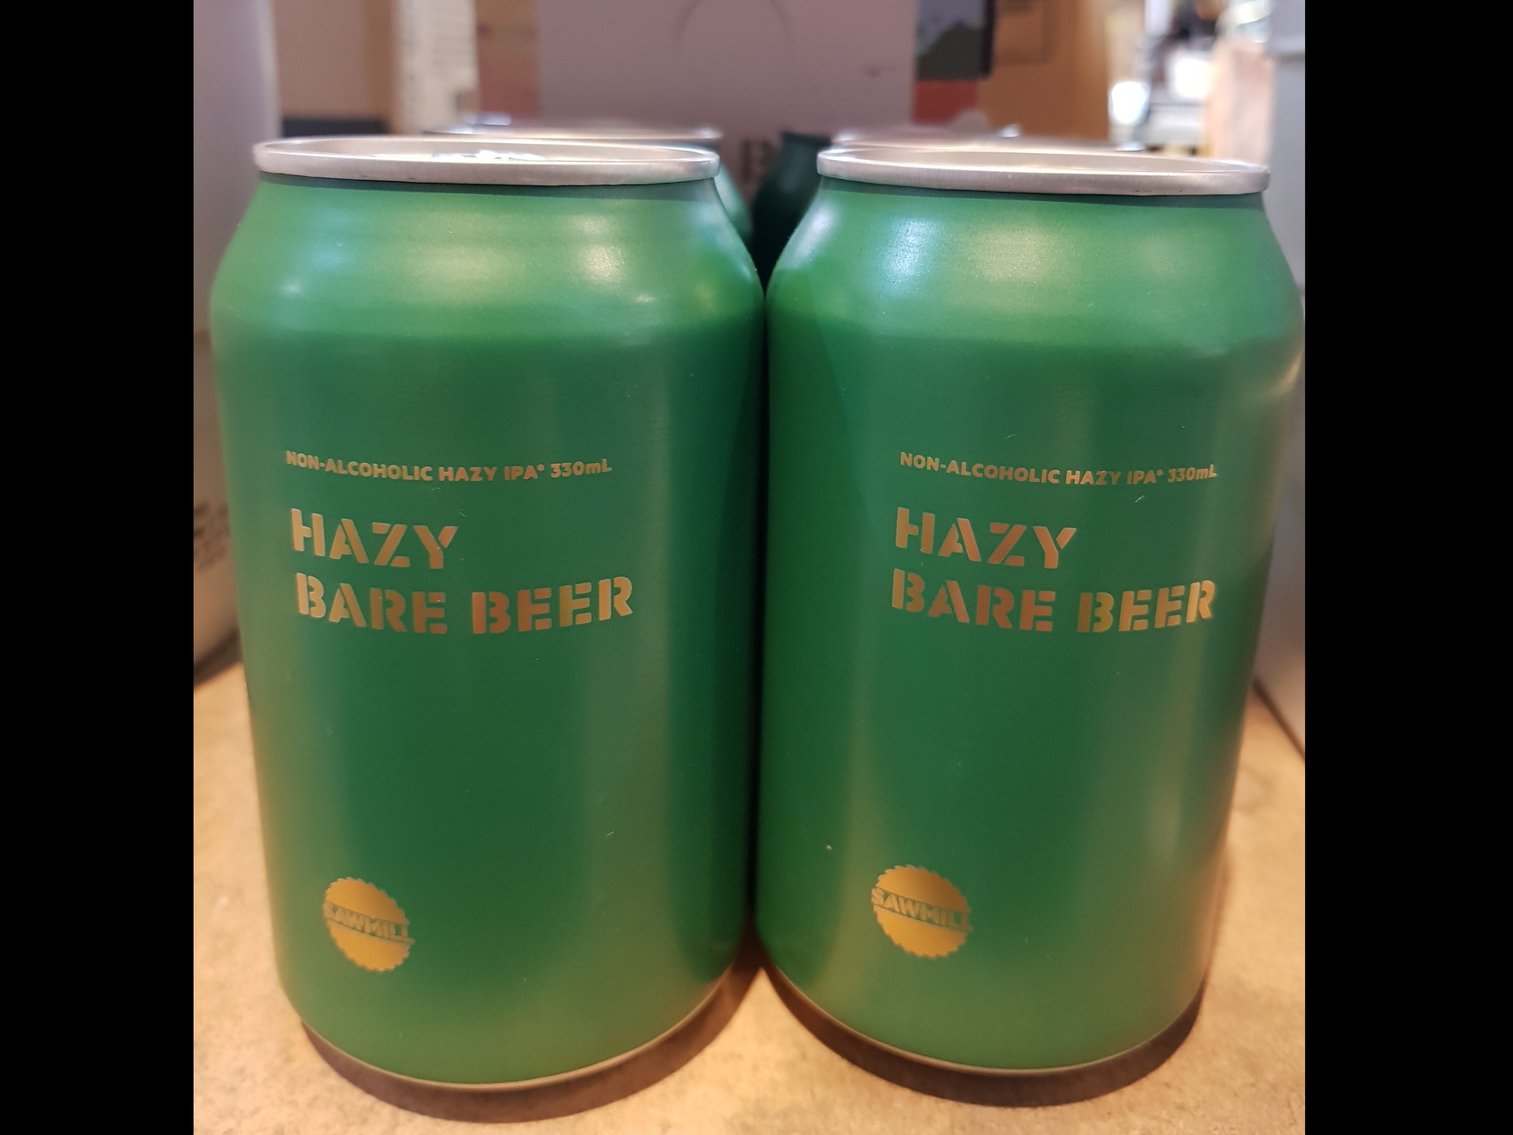 NON-ALCOHOLIC HAZY IPA* 330mL
HAZY
BARE BEER
SAWMILL
NON-ALCOHOLIC HAZY IPA* 330mL
HAZY
BARE BEER
SAWMILL